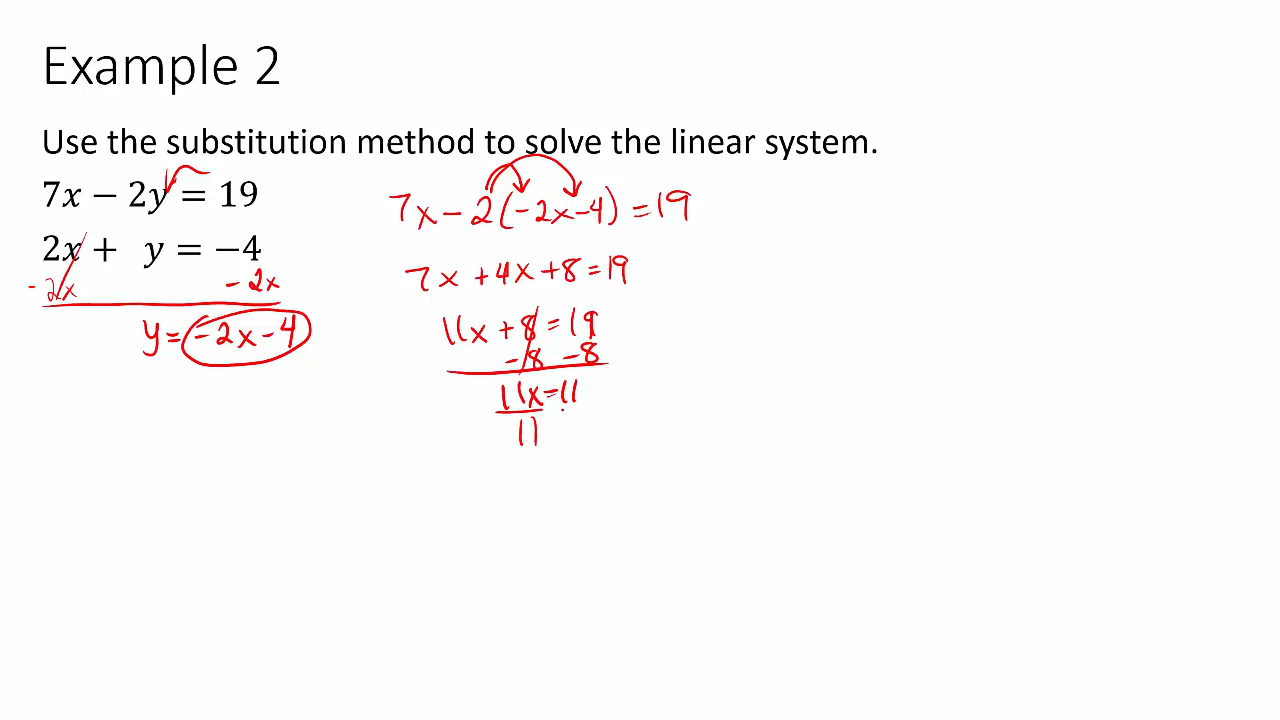 Example 2
Use the substitution method to solve the linear system.
7x − 2y = 19
2x + y = −4
- 2x - 2x
y = -2x - 4
7x - 2(-2x - 4) = 19
7x + 4x + 8 = 19
11x + 8 = 19
- 8 - 8
11x = 11
11